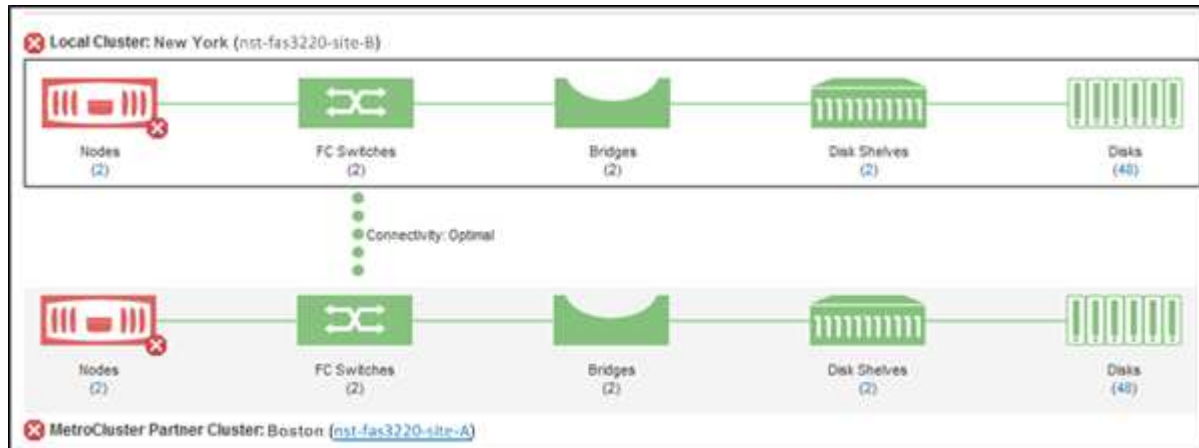 Local Cluster: New York (nst-fas3220-site-B)
Nodes FC Switches Bridges Disk Shelves Disks
(2) (2) (2) (2) (48)
Connectivity: Optimal
Nodes FC Switches Bridges Disk Shelves Disks
(2) (2) (2) (2) (48)
MetroCluster Partner Cluster: Boston (nst-fas3220-site-A)